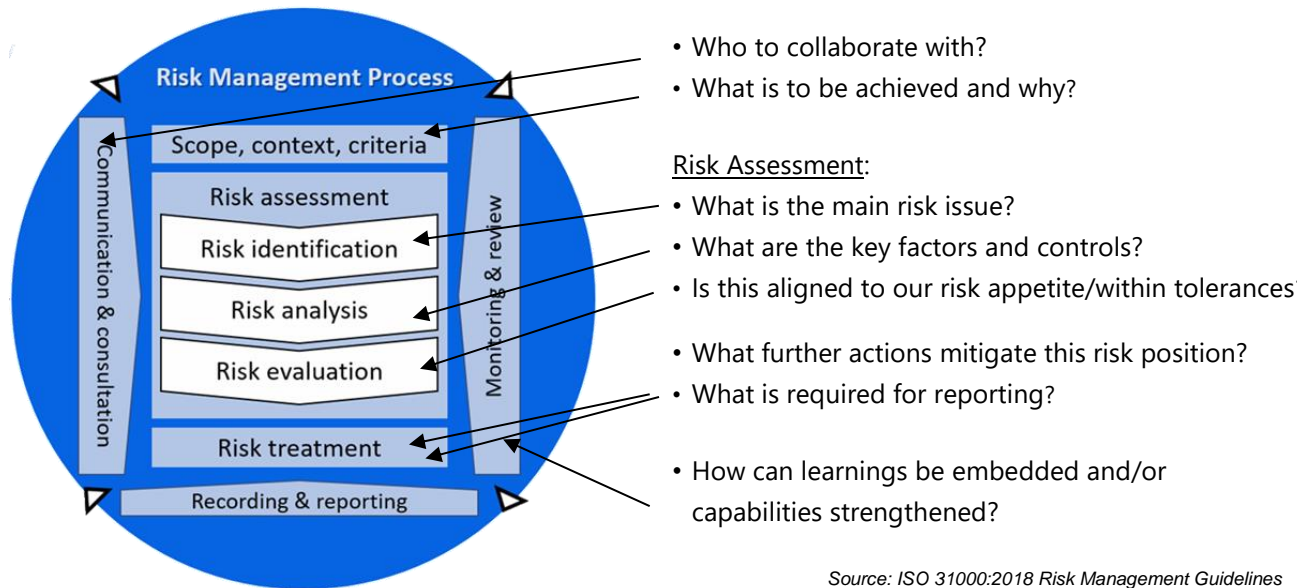 Risk Management Process
Scope, context, criteria
Risk assessment
Risk identification
Risk analysis
Risk evaluation
Risk treatment
Recording & reporting
Communication & consultation
Monitoring & review
• Who to collaborate with?
• What is to be achieved and why?
Risk Assessment:
• What is the main risk issue?
• What are the key factors and controls?
• Is this aligned to our risk appetite/within tolerances?
• What further actions mitigate this risk position?
• What is required for reporting?
• How can learnings be embedded and/or
capabilities strengthened?
Source: ISO 31000:2018 Risk Management Guidelines